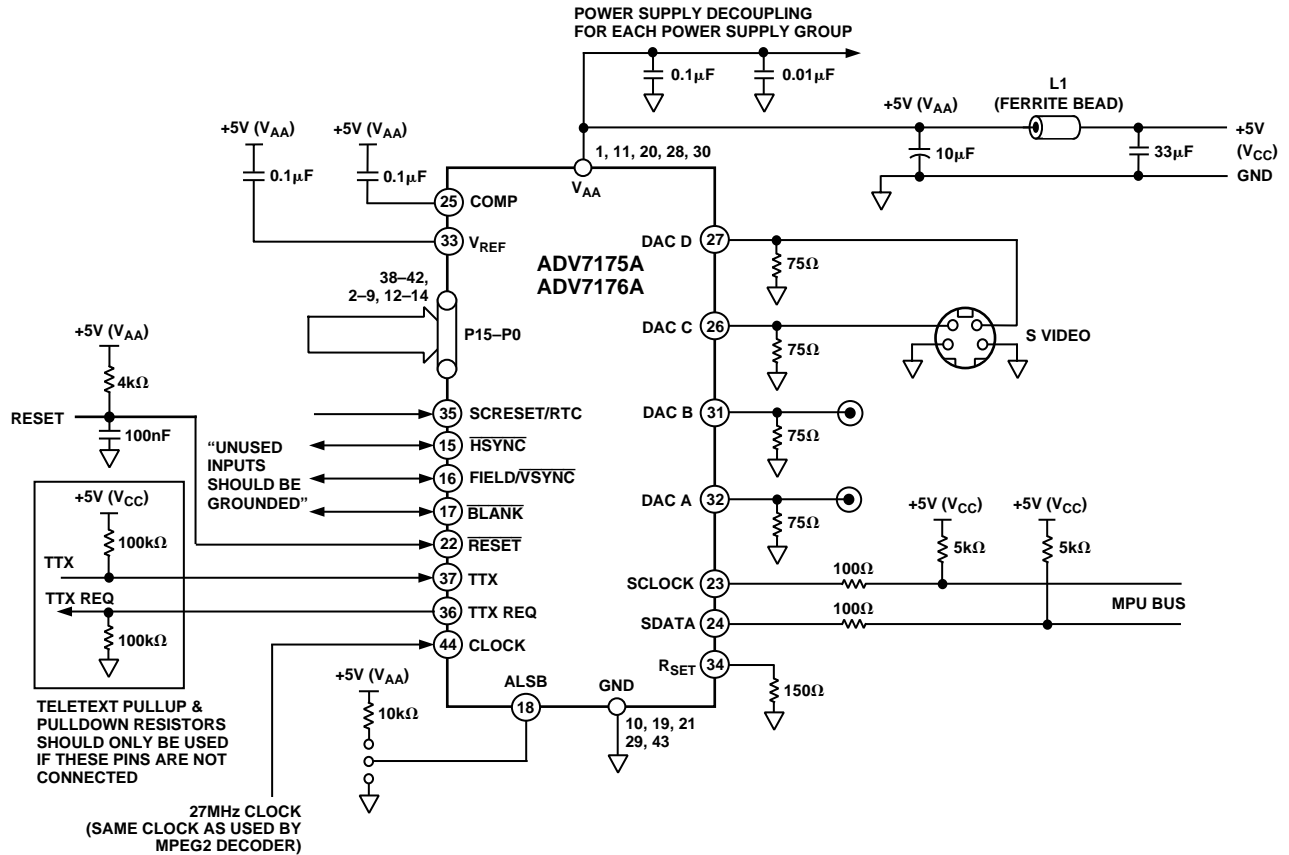 POWER SUPPLY DECOUPLING
FOR EACH POWER SUPPLY GROUP
0.1µF
0.01µF
L1
(FERRITE BEAD)
+5V (VAA)
+5V
(VCC)
GND
10µF
33µF
+5V (VAA)
+5V (VAA)
0.1µF
0.1µF
1, 11, 20, 28, 30
VAA
25
COMP
33
VREF
ADV7175A
ADV7176A
38–42,
2–9, 12–14
P15–P0
DAC D
27
75Ω
DAC C
26
75Ω
S VIDEO
DAC B
31
75Ω
DAC A
32
75Ω
+5V (VAA)
4kΩ
RESET
100nF
35
SCRESET/RTC
"UNUSED
INPUTS
SHOULD BE
GROUNDED"
15
HSYNC
16
FIELD/VSYNC
17
BLANK
22
RESET
+5V (VCC)
100kΩ
TTX
37
TTX
TTX REQ
36
TTX REQ
100kΩ
44
CLOCK
+5V (VCC)
+5V (VCC)
5kΩ
5kΩ
SCLOCK
23
100Ω
MPU BUS
SDATA
24
100Ω
RSET
34
150Ω
+5V (VAA)
10kΩ
ALSB
18
GND
10, 19, 21
29, 43
TELETEXT PULLUP &
PULLDOWN RESISTORS
SHOULD ONLY BE USED
IF THESE PINS ARE NOT
CONNECTED
27MHz CLOCK
(SAME CLOCK AS USED BY
MPEG2 DECODER)